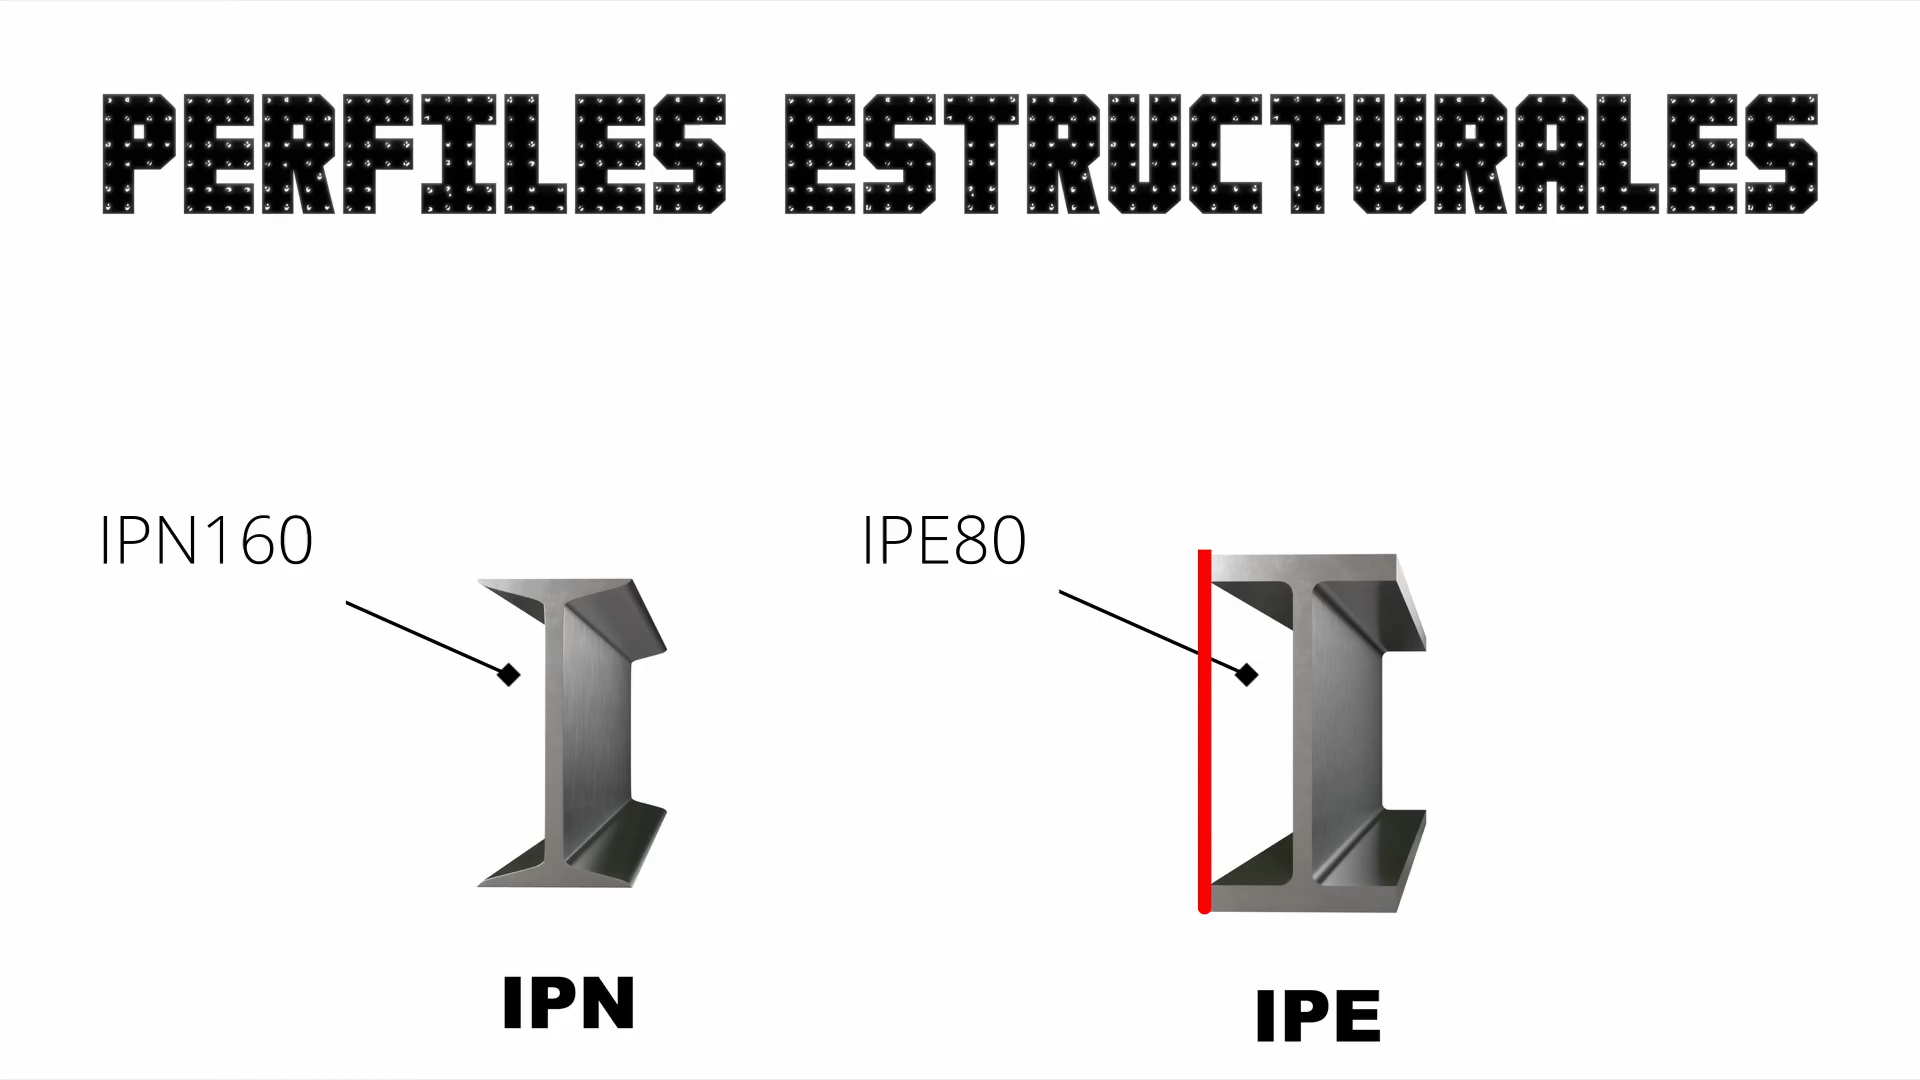 PERFILES ESTRUCTURALES
IPN160
IPE80
IPN
IPE